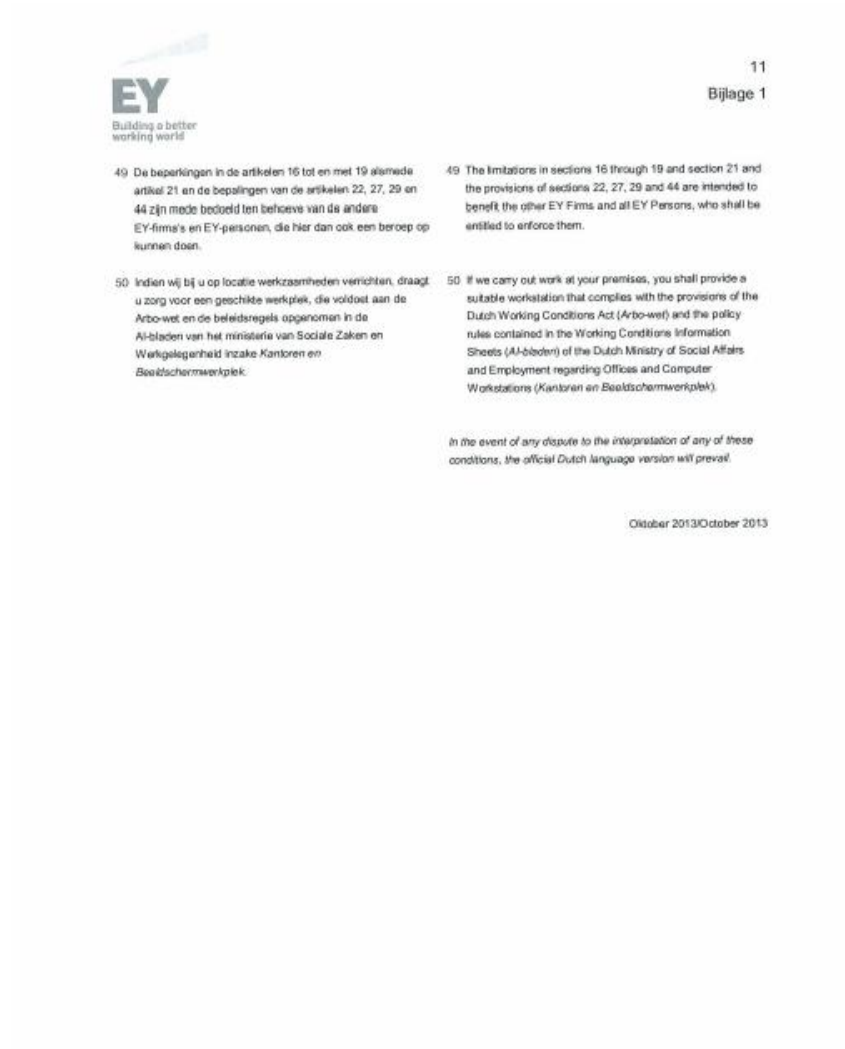 EY
Building a better
working world
11
Bijlage 1
49 De beperkingen in de artikelen 16 tot en met 19 alsmede
artikel 21 en de bepalingen van de artikelen 22, 27, 29 en
44 zijn mede bedoeld ten behoeve van de andere
EY-firma's en EY-personen, die hier dan ook een beroep op
kunnen doen.
50 Indien wij bij u op locatie werkzaamheden verrichten, draagt
u zorg voor een geschikte werkplek, die voldoet aan de
Arbo-wet en de beleidsregels opgenomen in de
AI-bladen van het ministerie van Sociale Zaken en
Werkgelegenheid inzake Kantoren en
Beeldschermwerkplek.
49 The limitations in sections 16 through 19 and section 21 and
the provisions of sections 22, 27, 29 and 44 are intended to
benefit the other EY Firms and all EY Persons, who shall be
entitled to enforce them.
50 If we carry out work at your premises, you shall provide a
suitable workstation that complies with the provisions of the
Dutch Working Conditions Act (Arbo-wet) and the policy
rules contained in the Working Conditions Information
Sheets (AI-bladen) of the Dutch Ministry of Social Affairs
and Employment regarding Offices and Computer
Workstations (Kantoren en Beeldschermwerkplek).
In the event of any dispute to the interpretation of any of these
conditions, the official Dutch language version will prevail.
Oktober 2013/October 2013